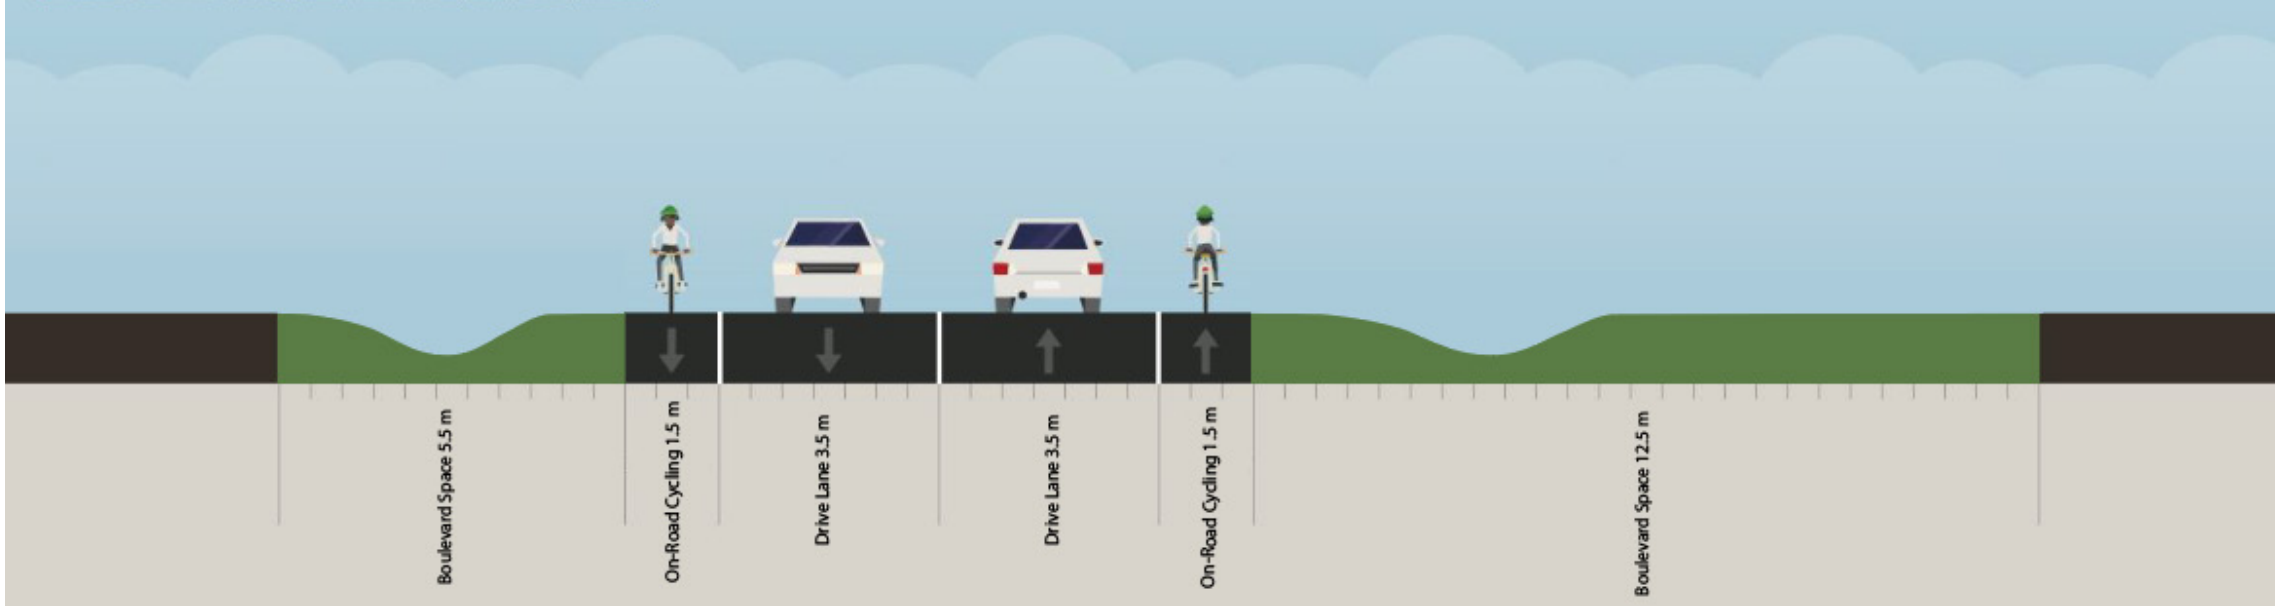 Boulevard Space 5.5 m
On-Road Cycling 1.5 m
Drive Lane 3.5 m
Drive Lane 3.5 m
On-Road Cycling 1.5 m
Boulevard Space 12.5 m